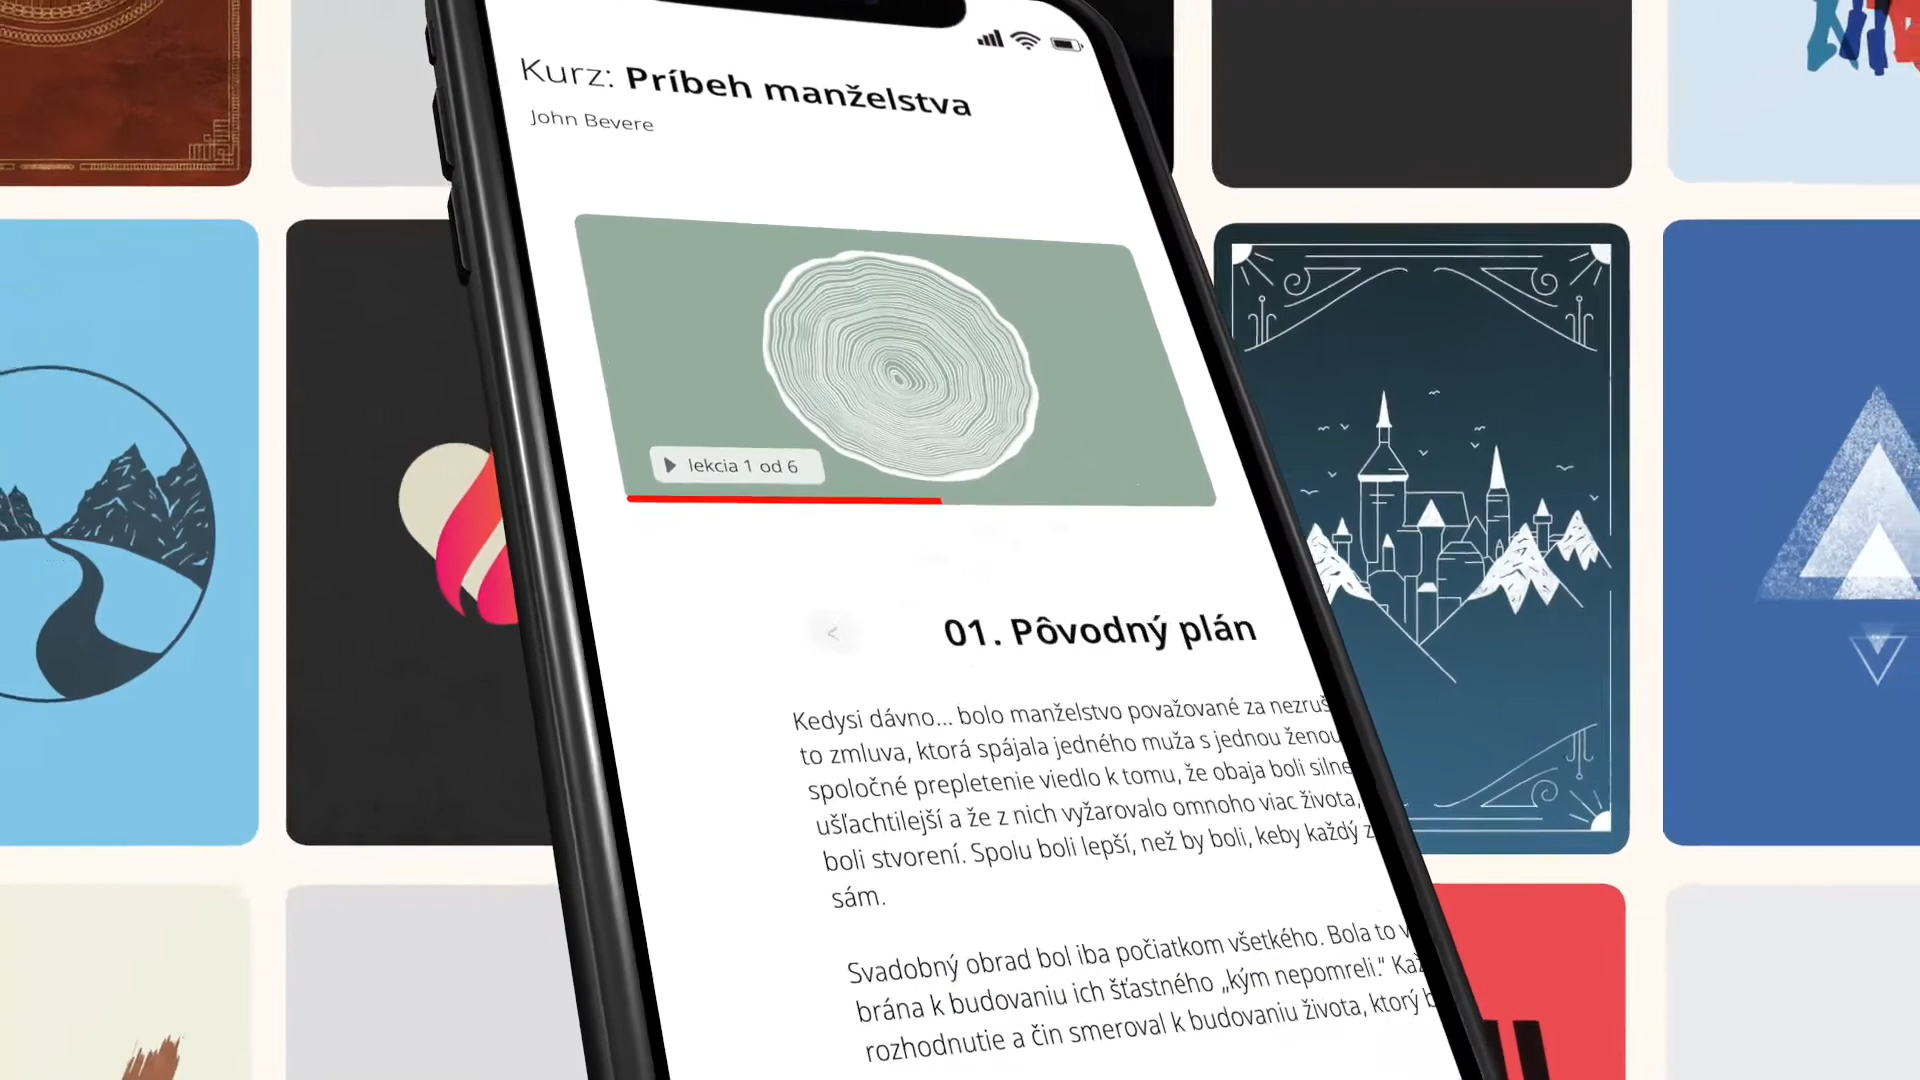 Kurz: Príbeh manželstva
John Bevere
lekcia 1 od 6
01. Pôvodný plán
Kedysi dávno... bolo manželstvo považované za
to zmluva, ktorá spájala jedného muža s jednou ženou
spoločné prepletenie viedlo k tomu, že obaja boli
ušľachtilejší a že z nich vyžarovalo omnoho viac života,
boli stvorení. Spolu boli lepší, než by boli, keby každý
sám.
Svadobný obrad bol iba počiatkom všetkého. Bola to
brána k budovaniu ich šťastného „kým nepomreli.“
rozhodnutie a čin smeroval k budovaniu života, ktorý